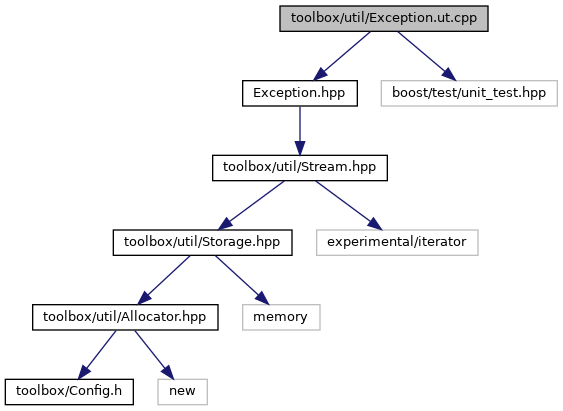 toolbox/util/Exception.ut.cpp
Exception.hpp
boost/test/unit_test.hpp
toolbox/util/Stream.hpp
toolbox/util/Storage.hpp
experimental/iterator
toolbox/util/Allocator.hpp
memory
toolbox/Config.h
new